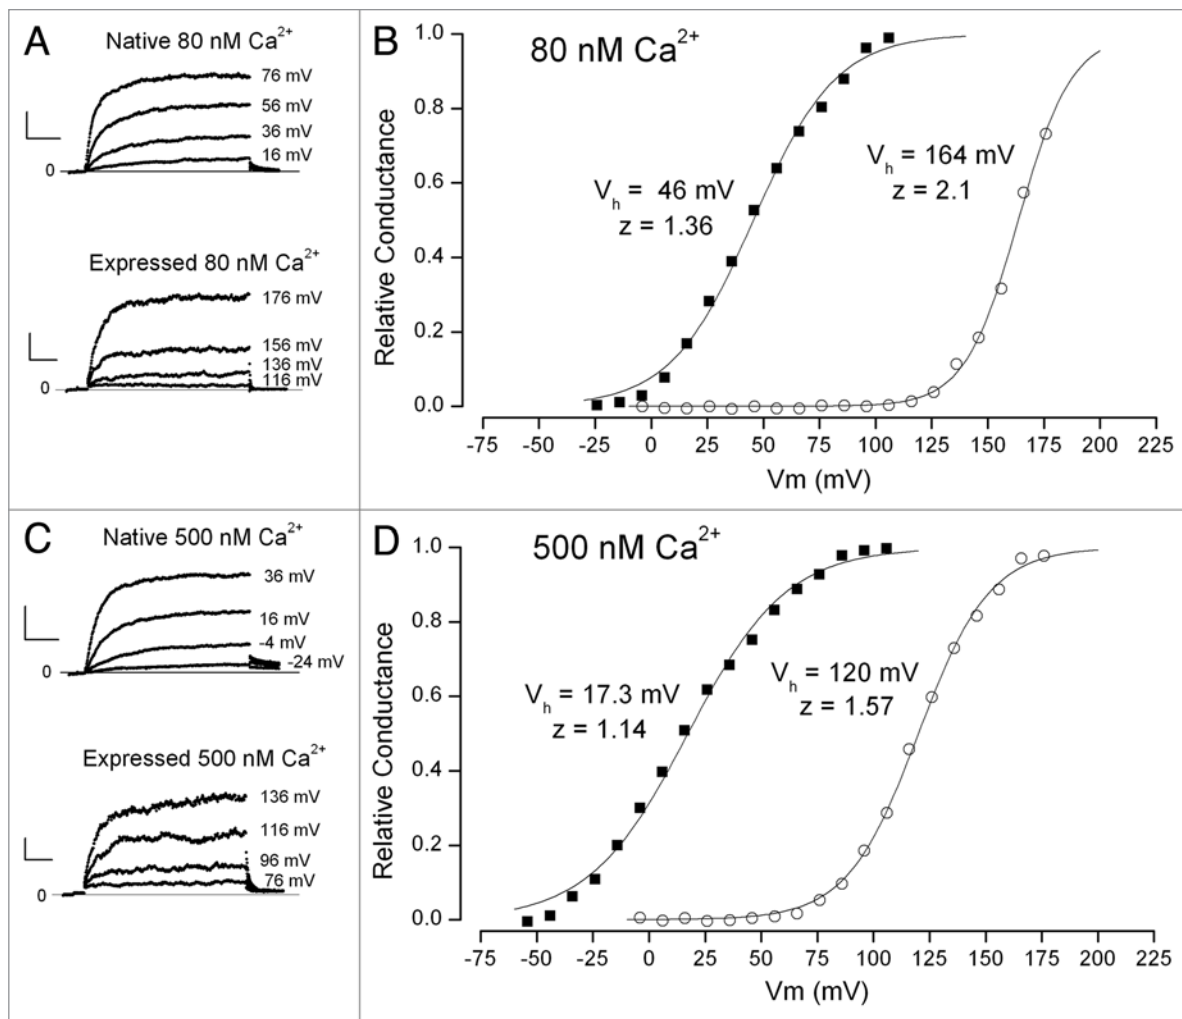 A
Native 80 nM Ca2+
76 mV
56 mV
36 mV
16 mV
0
Expressed 80 nM Ca2+
176 mV
156 mV
136 mV
116 mV
0
B
80 nM Ca2+
Relative Conductance
1.0
0.8
0.6
0.4
0.2
0.0
Vh = 46 mV
z = 1.36
Vh = 164 mV
z = 2.1
-75 -50 -25 0 25 50 75 100 125 150 175 200 225
Vm (mV)
C
Native 500 nM Ca2+
36 mV
16 mV
-4 mV
-24 mV
0
Expressed 500 nM Ca2+
136 mV
116 mV
96 mV
76 mV
0
D
500 nM Ca2+
Relative Conductance
1.0
0.8
0.6
0.4
0.2
0.0
Vh = 17.3 mV
z = 1.14
Vh = 120 mV
z = 1.57
-75 -50 -25 0 25 50 75 100 125 150 175 200 225
Vm (mV)